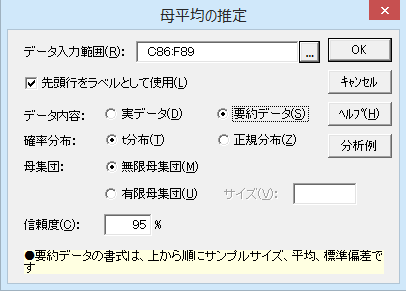 母平均の推定
データ入力範囲(R): C86:F89 ... OK
先頭行をラベルとして使用(L) キャンセル
データ内容: 実データ(D) 要約データ(S) ヘルプ(H)
確率分布: t分布(T) 正規分布(Z) 分析例
母集団: 無限母集団(M)
有限母集団(U) サイズ(V):
信頼度(C): 95 %
●要約データの書式は、上から順にサンプルサイズ、平均、標準偏差で
す